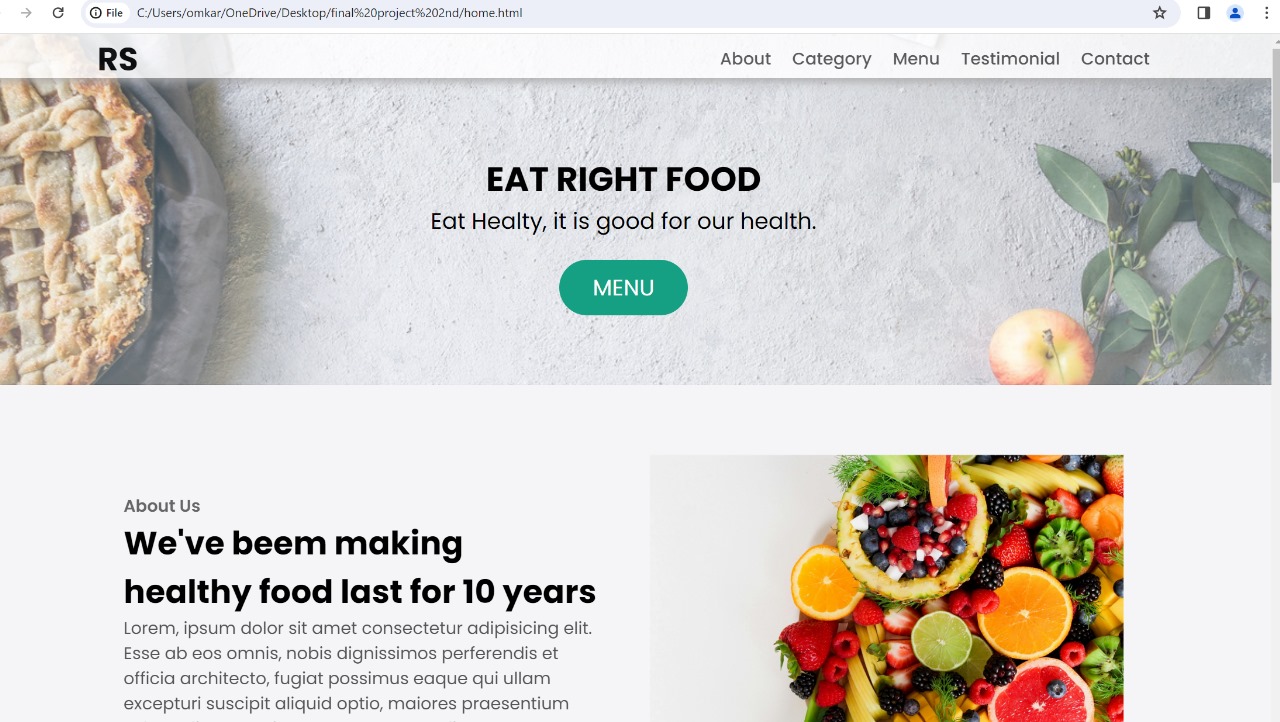 File C:/Users/omkar/OneDrive/Desktop/final%20project%202nd/home.html
RS About Category Menu Testimonial Contact
EAT RIGHT FOOD
Eat Healty, it is good for our health.
MENU
About Us
We've beem making
healthy food last for 10 years
Lorem, ipsum dolor sit amet consectetur adipisicing elit.
Esse ab eos omnis, nobis dignissimos perferendis et
officia architecto, fugiat possimus eaque qui ullam
excepturi suscipit aliquid optio, maiores praesentium